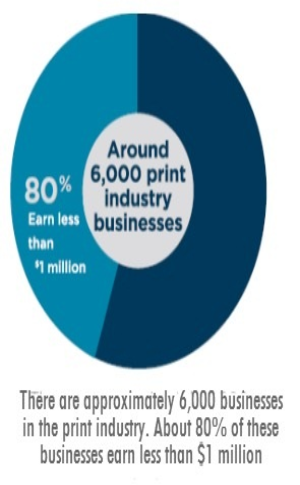 Around
6,000 print
industry
businesses
80%
Earn less
than
$1 million
There are approximately 6,000 businesses
in the print industry. About 80% of these
businesses earn less than $1 million